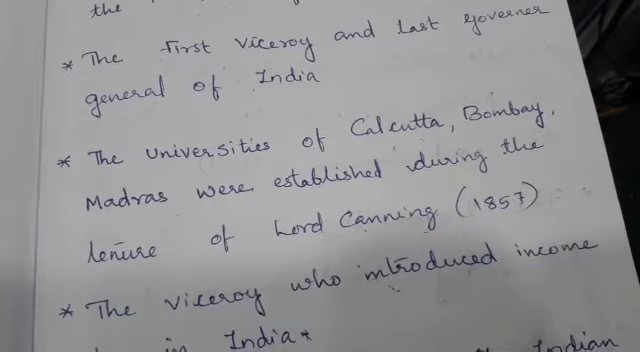 the
* The first Viceroy and last governer
general of India
* The Universities of Calcutta, Bombay,
Madras were established during the
tenure of Lord Canning (1857)
* The Viceroy who introduced income
in India
Indian